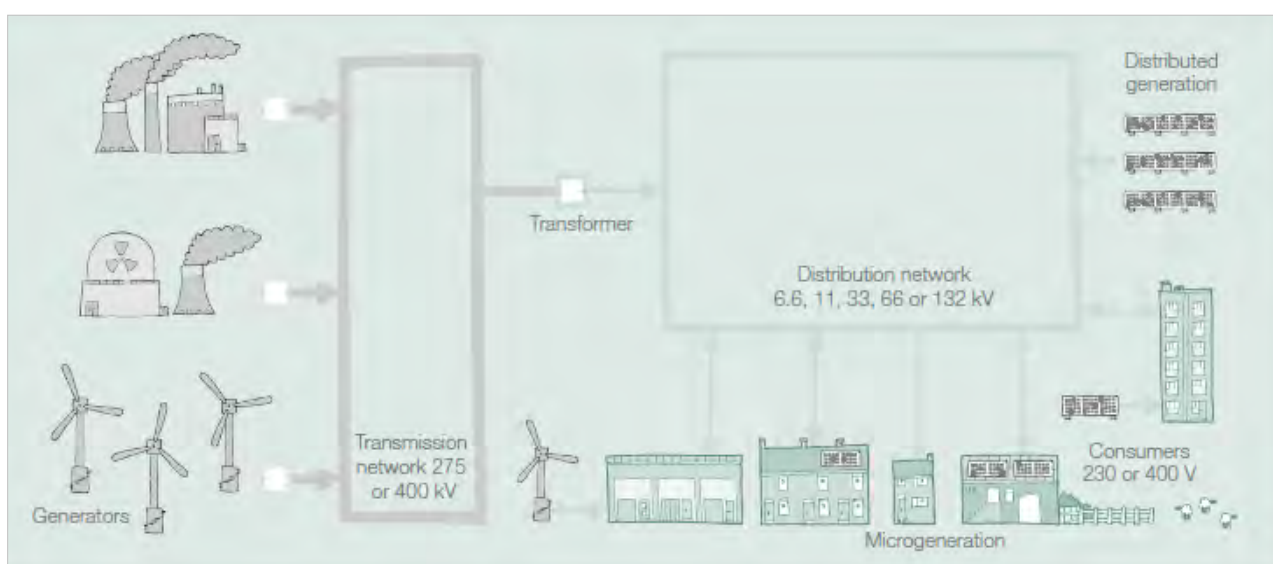 Distributed
generation
Transformer
Distribution network
6.6, 11, 33, 66 or 132 kV
Transmission
network 275
or 400 kV
Generators
Consumers
230 or 400 V
Microgeneration